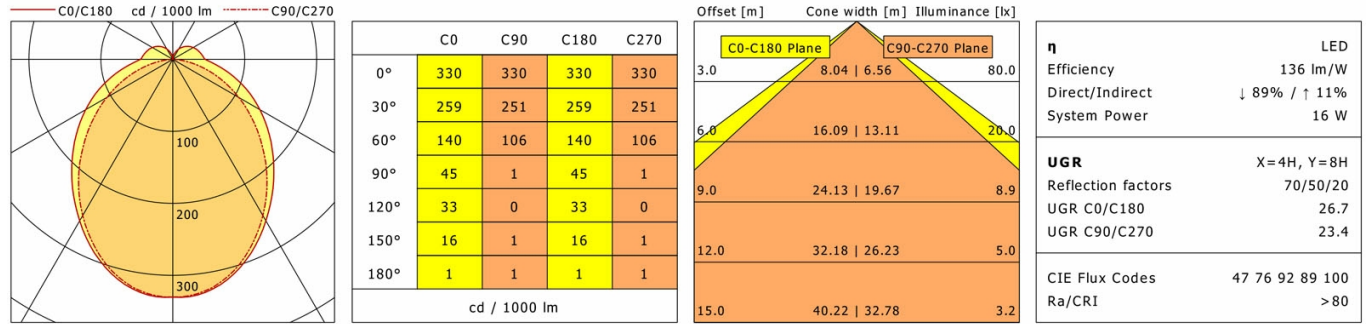 C0/C180 cd / 1000 lm C90/C270
100
200
300
C0 C90 C180 C270
0° 330 330 330 330
30° 259 251 259 251
60° 140 106 140 106
90° 45 1 45 1
120° 33 0 33 0
150° 16 1 16 1
180° 1 1 1 1
cd / 1000 lm
Offset [m] Cone width [m] Illuminance [lx]
C0-C180 Plane C90-C270 Plane
3.0 8.04 | 6.56 80.0
6.0 16.09 | 13.11 20.0
9.0 24.13 | 19.67 8.9
12.0 32.18 | 26.23 5.0
15.0 40.22 | 32.78 3.2
η LED
Efficiency 136 lm/W
Direct/Indirect ↓ 89% / ↑ 11%
System Power 16 W
UGR X=4H, Y=8H
Reflection factors 70/50/20
UGR C0/C180 26.7
UGR C90/C270 23.4
CIE Flux Codes 47 76 92 89 100
Ra/CRI >80